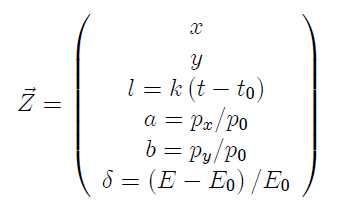 x
y
Z⃗ = l = k (t − t₀)
a = pₓ/p₀
b = p_y/p₀
δ = (E − E₀) /E₀